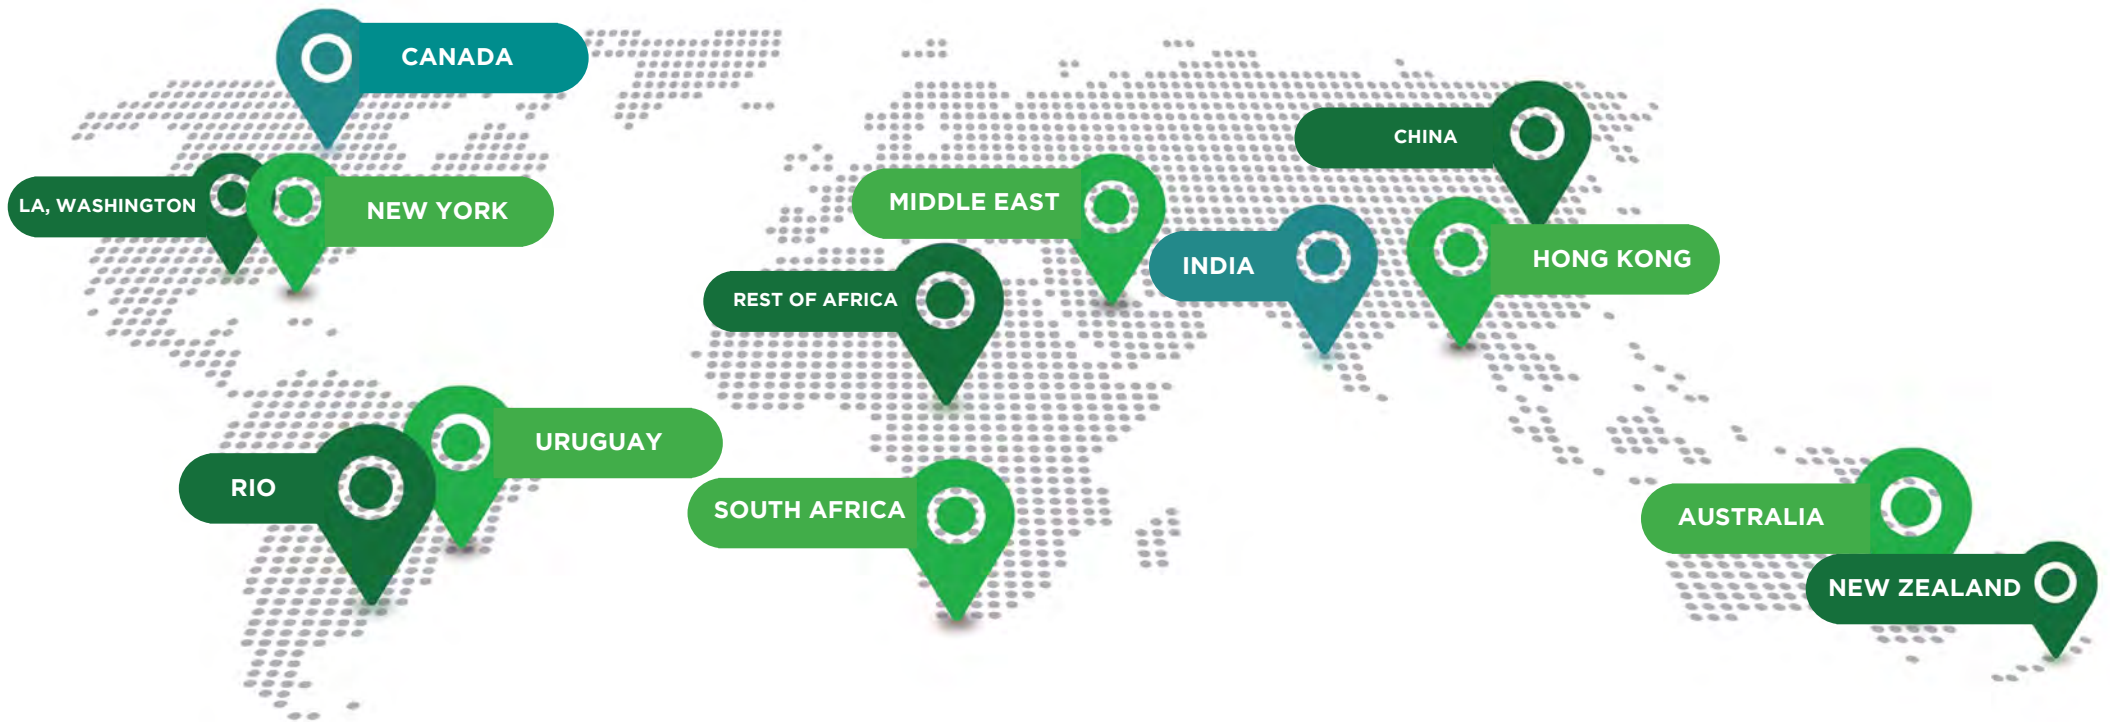 CANADA
CHINA
LA, WASHINGTON
NEW YORK
MIDDLE EAST
INDIA
HONG KONG
REST OF AFRICA
URUGUAY
RIO
SOUTH AFRICA
AUSTRALIA
NEW ZEALAND